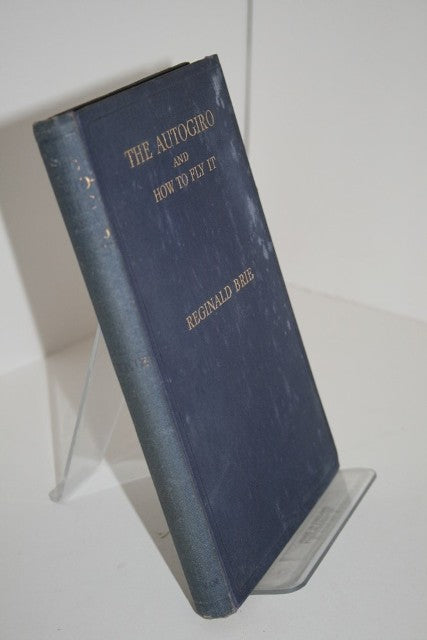 THE AUTOGIRO
AND
HOW TO FLY IT
REGINALD BRIE